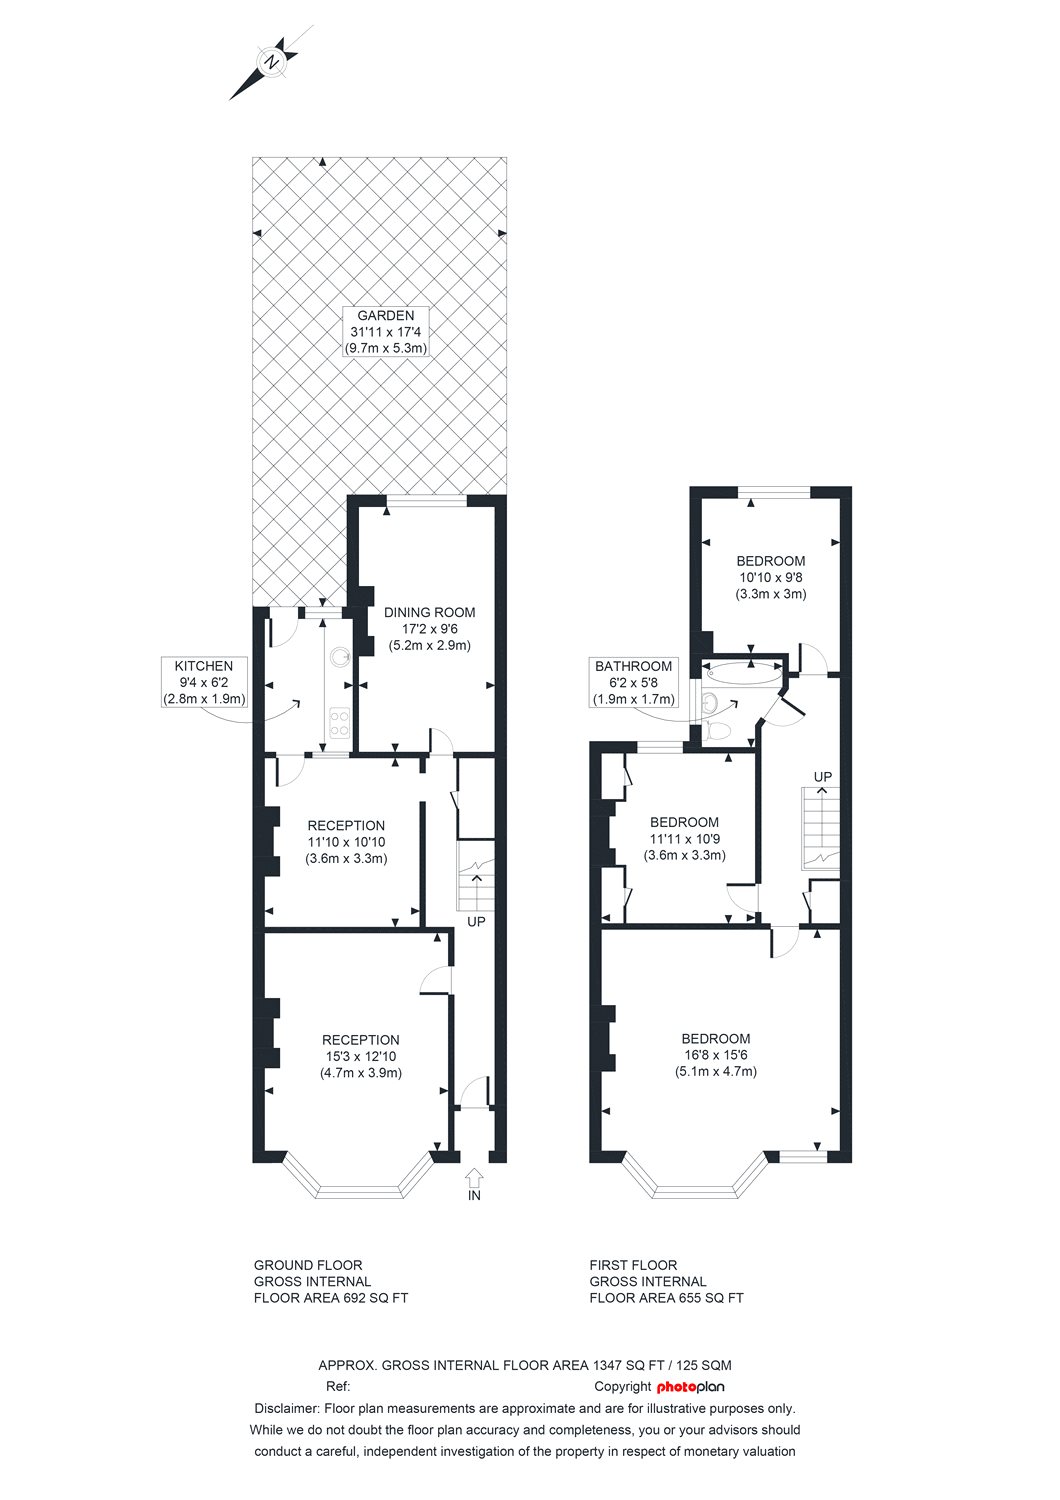 N
GARDEN
31'11 x 17'4
(9.7m x 5.3m)
DINING ROOM
17'2 x 9'6
(5.2m x 2.9m)
KITCHEN
9'4 x 6'2
(2.8m x 1.9m)
RECEPTION
11'10 x 10'10
(3.6m x 3.3m)
UP
RECEPTION
15'3 x 12'10
(4.7m x 3.9m)
IN
BEDROOM
10'10 x 9'8
(3.3m x 3m)
BATHROOM
6'2 x 5'8
(1.9m x 1.7m)
UP
BEDROOM
11'11 x 10'9
(3.6m x 3.3m)
BEDROOM
16'8 x 15'6
(5.1m x 4.7m)
GROUND FLOOR
GROSS INTERNAL
FLOOR AREA 692 SQ FT
FIRST FLOOR
GROSS INTERNAL
FLOOR AREA 655 SQ FT
APPROX. GROSS INTERNAL FLOOR AREA 1347 SQ FT / 125 SQM
Ref: Copyright photoplan
Disclaimer: Floor plan measurements are approximate and are for illustrative purposes only.
While we do not doubt the floor plan accuracy and completeness, you or your advisors should
conduct a careful, independent investigation of the property in respect of monetary valuation